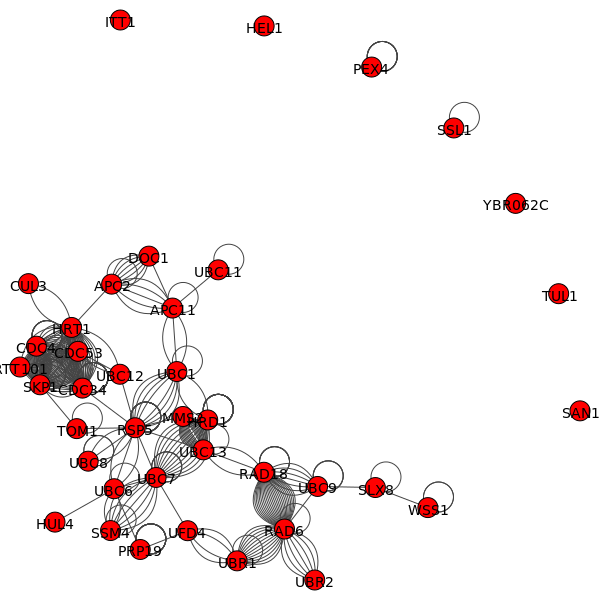 ITT1
HEL1
PEX4
SSL1
YBR062C
DOC1
UBC11
CUL3
APC2
TUL1
APC11
HRT1
CDC4
CDC53
RTT101
UBC12
UBC1
SKP1
CDC34
SAN1
MMS2
HRD1
TOM1
RSP5
UBC13
UBC8
RAD18
UBC7
UBC6
UBC9
SLX8
WSS1
HUL4
SSM4
UFD4
RAD6
PRP19
UBR1
UBR2